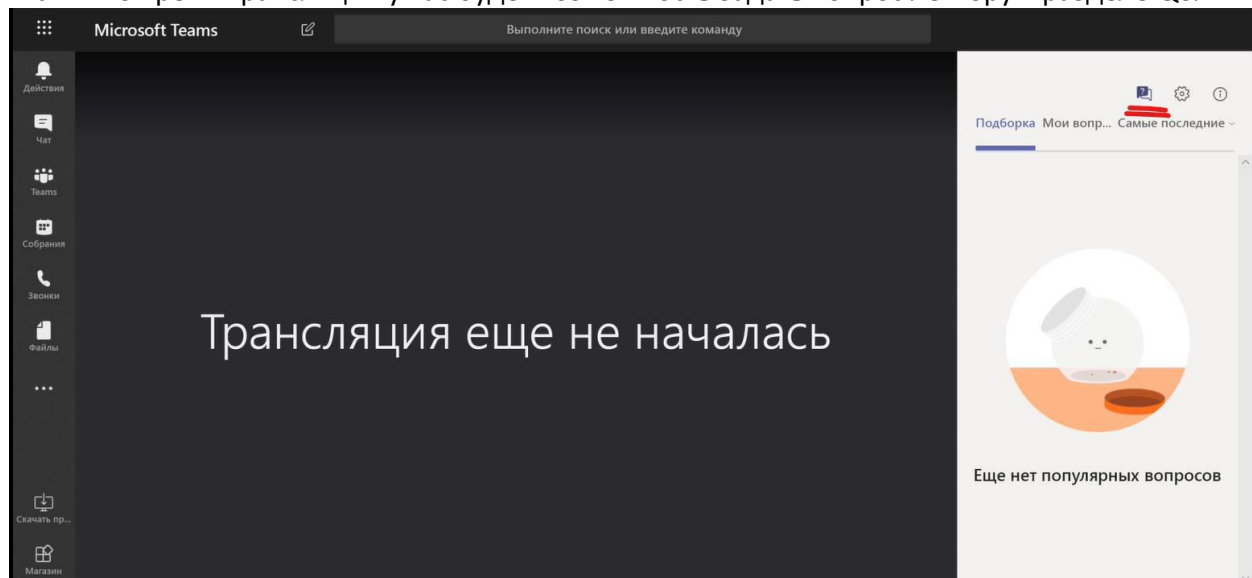 Microsoft Teams
Выполните поиск или введите команду
Действия
Чат
Teams
Собрания
Звонки
Файлы
Скачать пр...
Магазин
Трансляция еще не началась
Подборка Мои вопр... Самые последние
Еще нет популярных вопросов